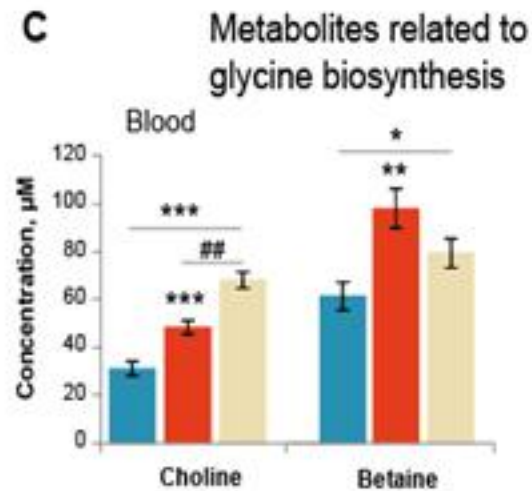 C
Metabolites related to
glycine biosynthesis
Blood
Concentration, µM
120
100
80
60
40
20
0
***
##
***
*
**
Choline
Betaine